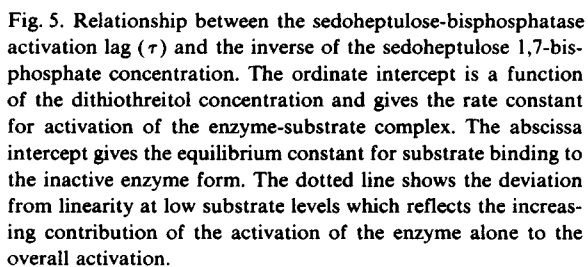 Fig. 5. Relationship between the sedoheptulose-bisphosphatase
activation lag (τ) and the inverse of the sedoheptulose 1,7-bis-
phosphate concentration. The ordinate intercept is a function
of the dithiothreitol concentration and gives the rate constant
for activation of the enzyme-substrate complex. The abscissa
intercept gives the equilibrium constant for substrate binding to
the inactive enzyme form. The dotted line shows the deviation
from linearity at low substrate levels which reflects the increas-
ing contribution of the activation of the enzyme alone to the
overall activation.